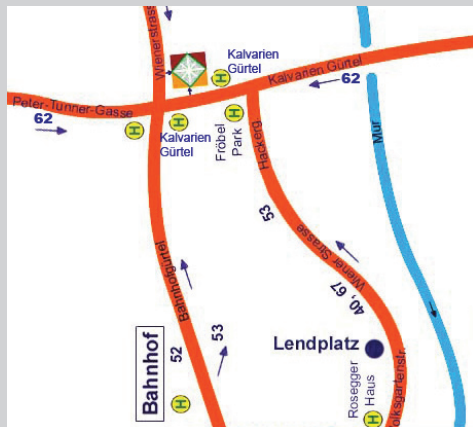 Wienerstrasse
Kalvarien
Gürtel
H
Kalvarien Gürtel
62
Peter-Tunner-Gasse
62
H
H
Kalvarien
Gürtel
H
Fröbel
Park
Hackerg
Mur
53
Wiener Strasse
40, 67
Bahnhofgürtel
52
53
Bahnhof
H
Lendplatz
Rosegger
Haus
H
olksgartenstr.